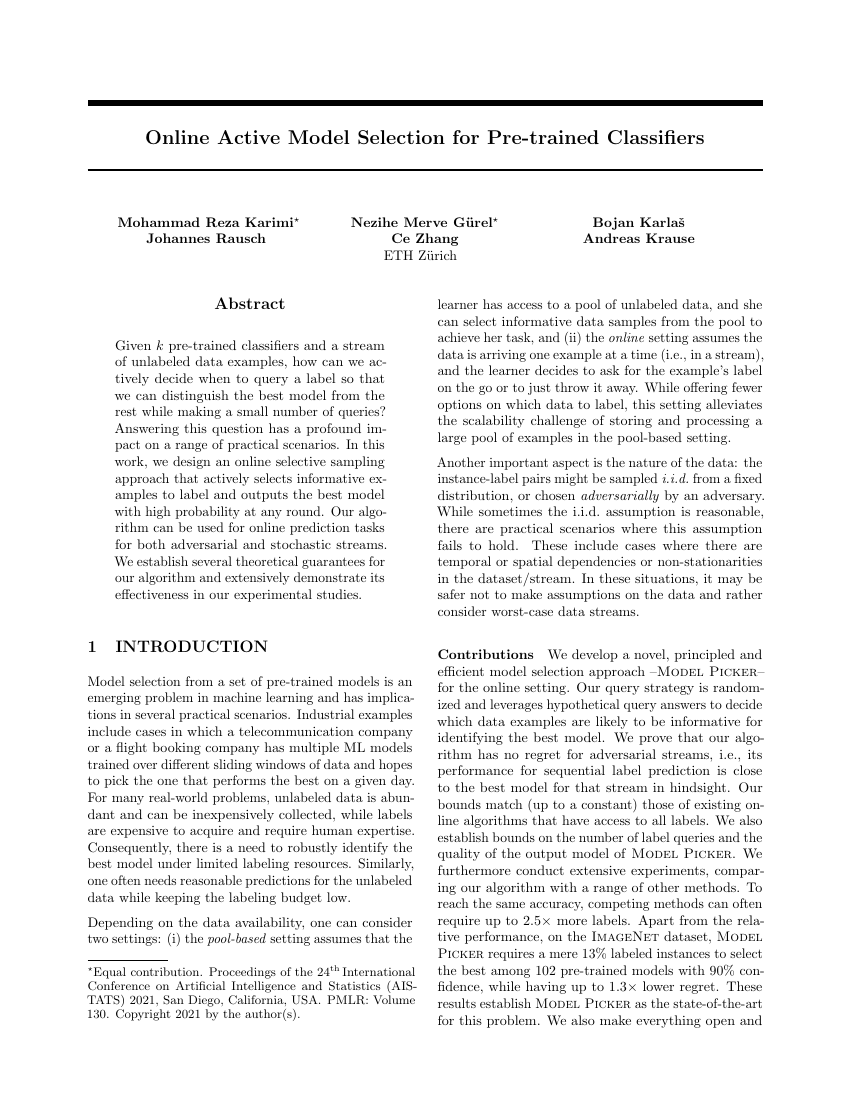 Online Active Model Selection for Pre-trained Classifiers
Mohammad Reza Karimi⋆ Nezihe Merve Gürel⋆ Bojan Karlaš
Johannes Rausch Ce Zhang Andreas Krause
ETH Zürich
Abstract
Given k pre-trained classifiers and a stream
of unlabeled data examples, how can we ac-
tively decide when to query a label so that
we can distinguish the best model from the
rest while making a small number of queries?
Answering this question has a profound im-
pact on a range of practical scenarios. In this
work, we design an online selective sampling
approach that actively selects informative ex-
amples to label and outputs the best model
with high probability at any round. Our algo-
rithm can be used for online prediction tasks
for both adversarial and stochastic streams.
We establish several theoretical guarantees for
our algorithm and extensively demonstrate its
effectiveness in our experimental studies.
1 INTRODUCTION
Model selection from a set of pre-trained models is an
emerging problem in machine learning and has implica-
tions in several practical scenarios. Industrial examples
include cases in which a telecommunication company
or a flight booking company has multiple ML models
trained over different sliding windows of data and hopes
to pick the one that performs the best on a given day.
For many real-world problems, unlabeled data is abun-
dant and can be inexpensively collected, while labels
are expensive to acquire and require human expertise.
Consequently, there is a need to robustly identify the
best model under limited labeling resources. Similarly,
one often needs reasonable predictions for the unlabeled
data while keeping the labeling budget low.
Depending on the data availability, one can consider
two settings: (i) the pool-based setting assumes that the
⋆Equal contribution. Proceedings of the 24th International
Conference on Artificial Intelligence and Statistics (AIS-
TATS) 2021, San Diego, California, USA. PMLR: Volume
130. Copyright 2021 by the author(s).
learner has access to a pool of unlabeled data, and she
can select informative data samples from the pool to
achieve her task, and (ii) the online setting assumes the
data is arriving one example at a time (i.e., in a stream),
and the learner decides to ask for the example's label
on the go or to just throw it away. While offering fewer
options on which data to label, this setting alleviates
the scalability challenge of storing and processing a
large pool of examples in the pool-based setting.
Another important aspect is the nature of the data: the
instance-label pairs might be sampled i.i.d. from a fixed
distribution, or chosen adversarially by an adversary.
While sometimes the i.i.d. assumption is reasonable,
there are practical scenarios where this assumption
fails to hold. These include cases where there are
temporal or spatial dependencies or non-stationarities
in the dataset/stream. In these situations, it may be
safer not to make assumptions on the data and rather
consider worst-case data streams.
Contributions We develop a novel, principled and
efficient model selection approach –Model Picker–
for the online setting. Our query strategy is random-
ized and leverages hypothetical query answers to decide
which data examples are likely to be informative for
identifying the best model. We prove that our algo-
rithm has no regret for adversarial streams, i.e., its
performance for sequential label prediction is close
to the best model for that stream in hindsight. Our
bounds match (up to a constant) those of existing on-
line algorithms that have access to all labels. We also
establish bounds on the number of label queries and the
quality of the output model of Model Picker. We
furthermore conduct extensive experiments, compar-
ing our algorithm with a range of other methods. To
reach the same accuracy, competing methods can often
require up to 2.5× more labels. Apart from the rela-
tive performance, on the ImageNet dataset, Model
Picker requires a mere 13% labeled instances to select
the best among 102 pre-trained models with 90% con-
fidence, while having up to 1.3× lower regret. These
results establish Model Picker as the state-of-the-art
for this problem. We also make everything open and